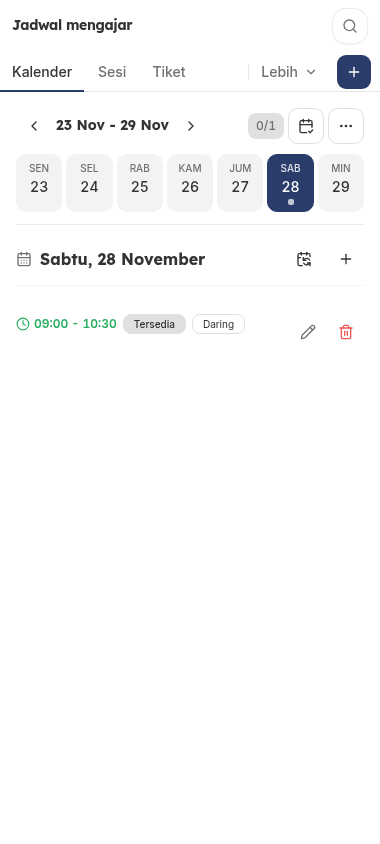 Jadwal mengajar
Kalender Sesi Tiket Lebih
23 Nov - 29 Nov 0/1
SEN SEL RAB KAM JUM SAB MIN
23 24 25 26 27 28 29
Sabtu, 28 November
09:00 - 10:30 Tersedia Daring